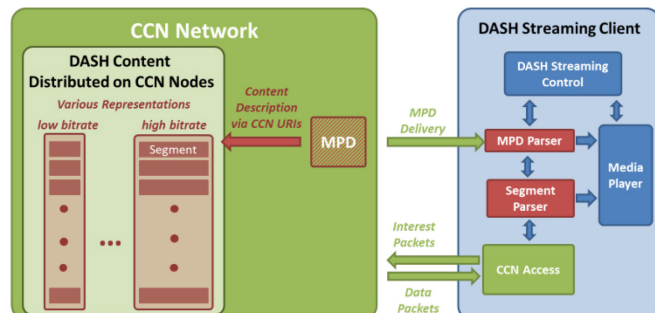 CCN Network
DASH Content
Distributed on CCN Nodes
Various Representations
low bitrate
high bitrate
Segment
...
Content
Description
via CCN URIs
MPD
MPD
Delivery
Interest
Packets
Data
Packets
DASH Streaming Client
DASH Streaming
Control
MPD Parser
Segment
Parser
Media
Player
CCN Access